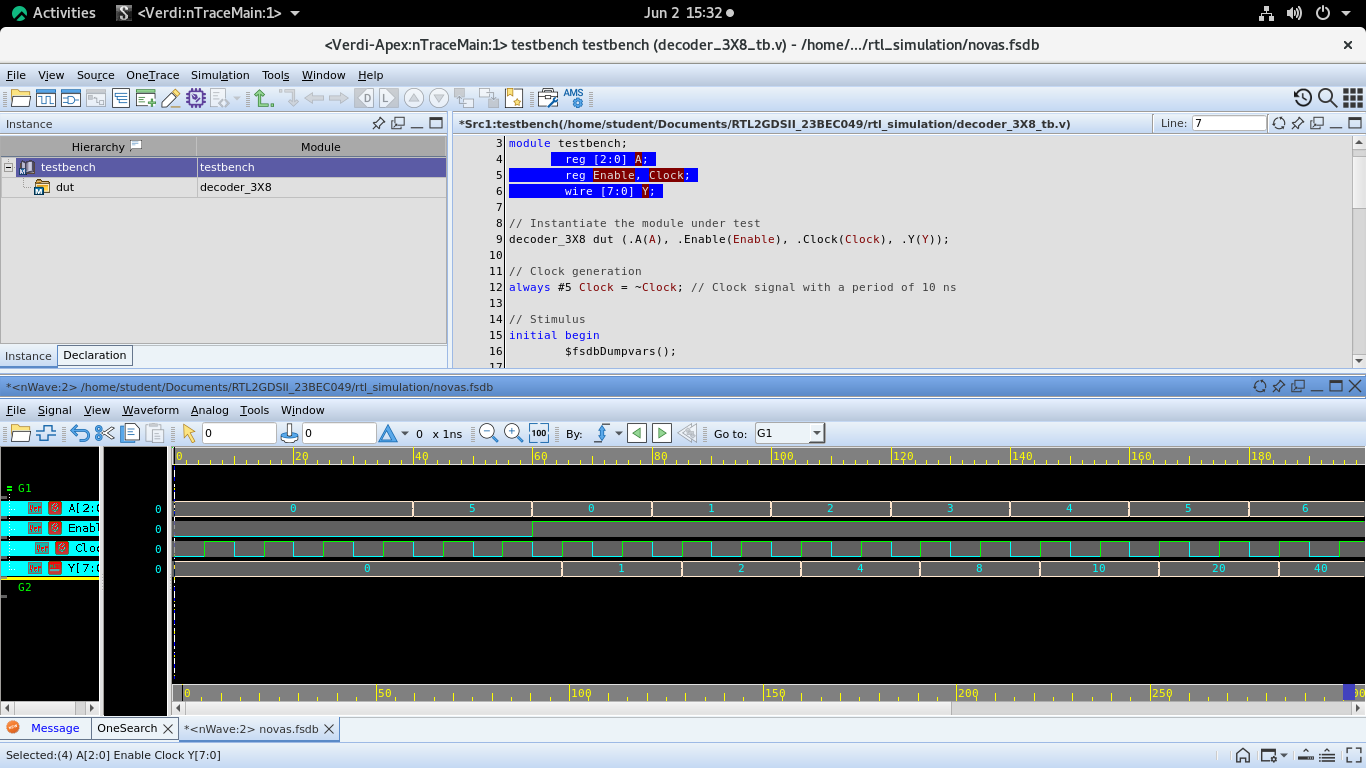 Activities <Verdi:nTraceMain:1> Jun 2 15:32
<Verdi-Apex:nTraceMain:1> testbench testbench (decoder_3X8_tb.v) - /home/.../rtl_simulation/novas.fsdb
File View Source OneTrace Simulation Tools Window Help
D L AMS
Instance
*Src1:testbench(/home/student/Documents/RTL2GDSII_23BEC049/rtl_simulation/decoder_3X8_tb.v) Line: 7
Hierarchy Module
testbench testbench
dut decoder_3X8
3 module testbench;
4 reg [2:0] A;
5 reg Enable, Clock;
6 wire [7:0] Y;
7
8 // Instantiate the module under test
9 decoder_3X8 dut (.A(A), .Enable(Enable), .Clock(Clock), .Y(Y));
10
11 // Clock generation
12 always #5 Clock = ~Clock; // Clock signal with a period of 10 ns
13
14 // Stimulus
15 initial begin
16 $fsdbDumpvars();
17
Instance Declaration
*<nWave:2> /home/student/Documents/RTL2GDSII_23BEC049/rtl_simulation/novas.fsdb
File Signal View Waveform Analog Tools Window
0 0 0 x 1ns 100 By: Go to: G1
0 20 40 60 80 100 120 140 160 180
= G1
A[2:0 0 0 5 0 1 2 3 4 5 6
Enabl 0
Cloc 0
Y[7:0 0 0 1 2 4 8 10 20 40
G2
0 50 100 150 200 250
Message OneSearch *<nWave:2> novas.fsdb
Selected:(4) A[2:0] Enable Clock Y[7:0]